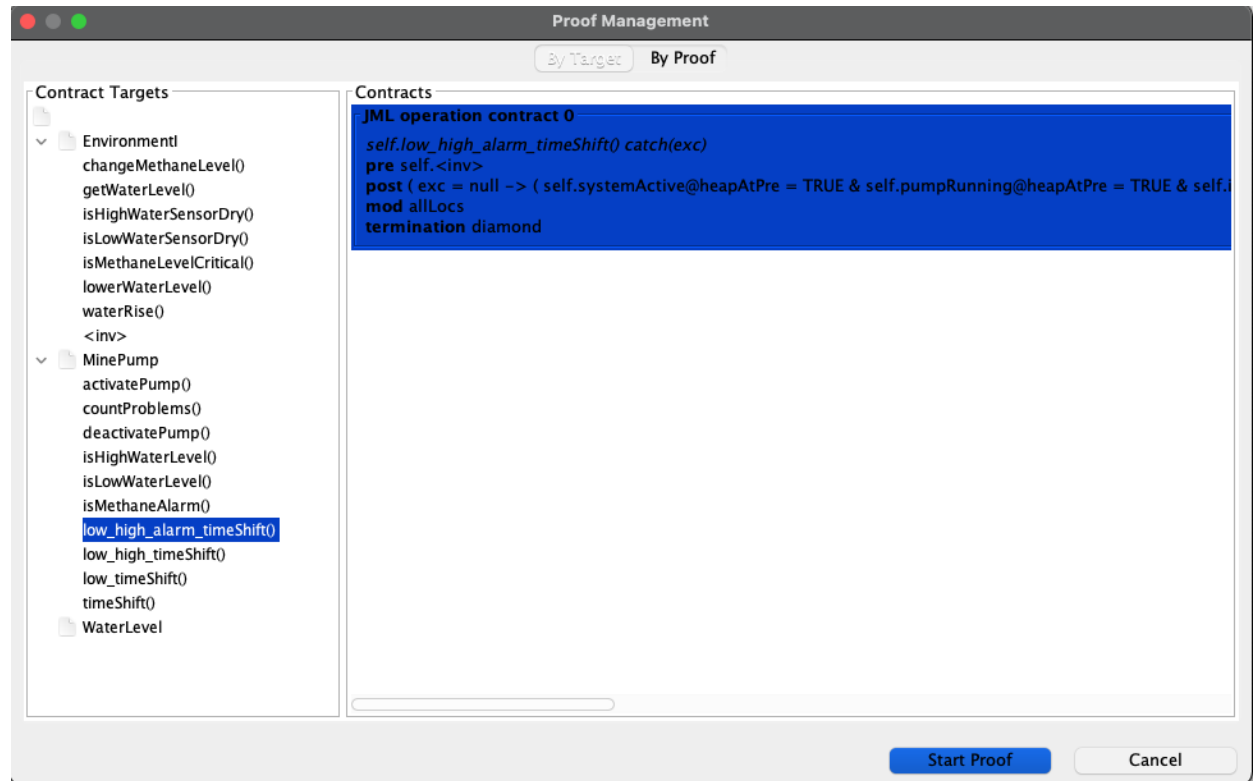 Proof Management
By Target By Proof
Contract Targets
EnvironmentI
changeMethaneLevel()
getWaterLevel()
isHighWaterSensorDry()
isLowWaterSensorDry()
isMethaneLevelCritical()
lowerWaterLevel()
waterRise()
<inv>
MinePump
activatePump()
countProblems()
deactivatePump()
isHighWaterLevel()
isLowWaterLevel()
isMethaneAlarm()
low_high_alarm_timeShift()
low_high_timeShift()
low_timeShift()
timeShift()
WaterLevel
Contracts
JML operation contract 0
self.low_high_alarm_timeShift() catch(exc)
pre self.<inv>
post ( exc = null -> ( self.systemActive@heapAtPre = TRUE & self.pumpRunning@heapAtPre = TRUE & self.
mod allLocs
termination diamond
Start Proof Cancel